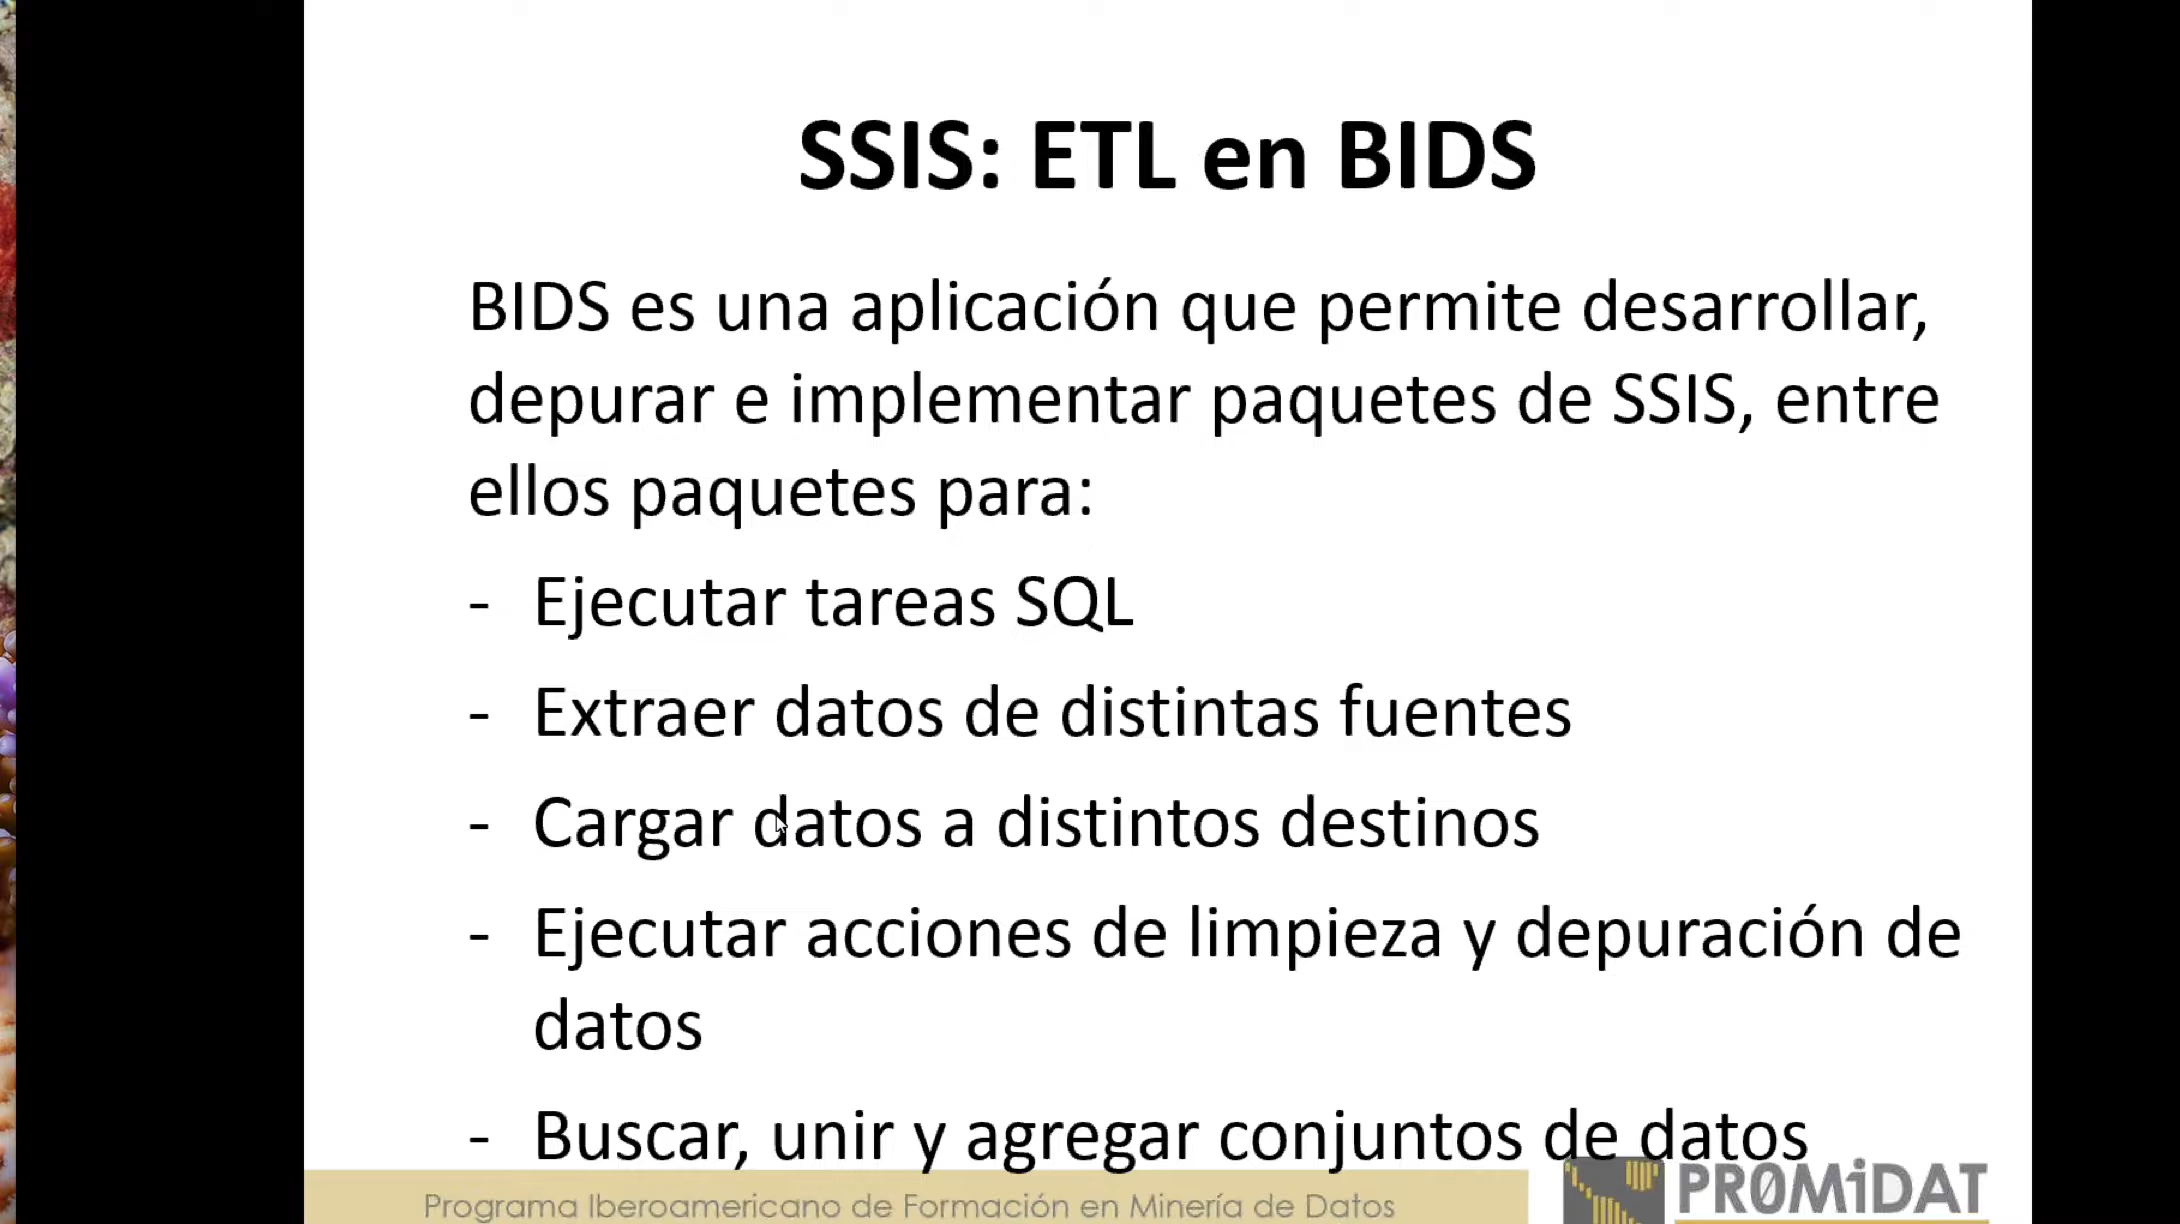 SSIS: ETL en BIDS
BIDS es una aplicación que permite desarrollar,
depurar e implementar paquetes de SSIS, entre
ellos paquetes para:
- Ejecutar tareas SQL
- Extraer datos de distintas fuentes
- Cargar datos a distintos destinos
- Ejecutar acciones de limpieza y depuración de
datos
- Buscar, unir y agregar conjuntos de datos
Programa Iberoamericano de Formación en Minería de Datos
PR0MiDAT